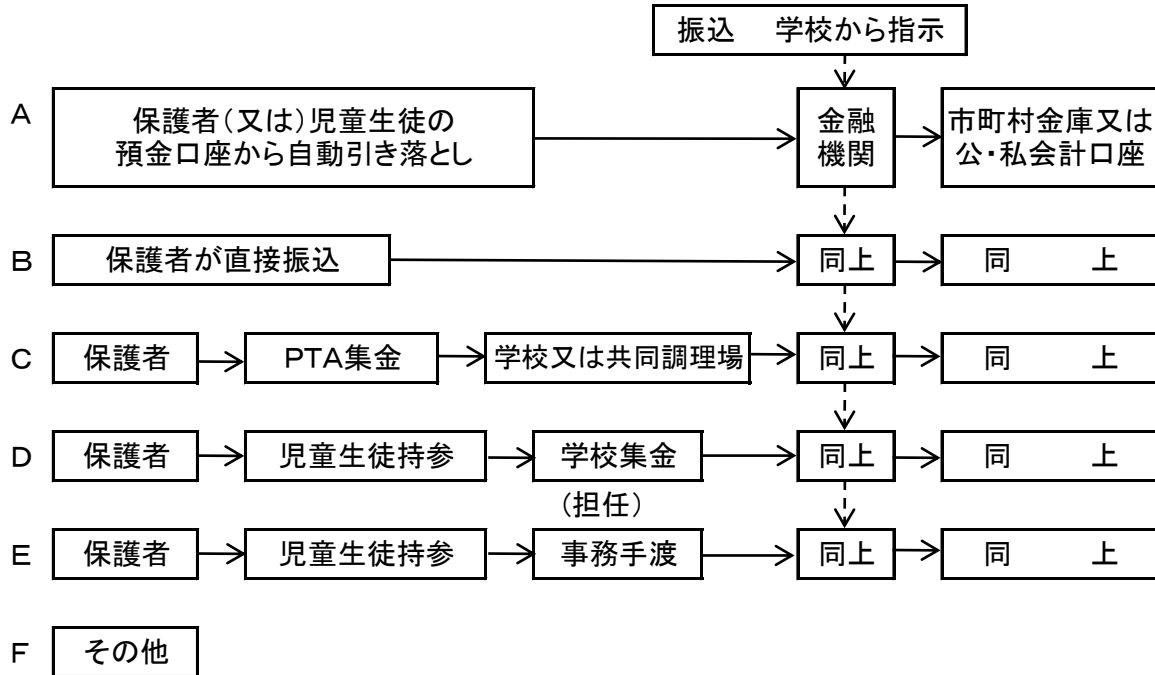 振込　学校から指示
A　保護者（又は）児童生徒の　金融　市町村金庫又は
預金口座から自動引き落とし　機関　公・私会計口座
B　保護者が直接振込　同上　同　上
C　保護者　PTA集金　学校又は共同調理場　同上　同　上
D　保護者　児童生徒持参　学校集金　同上　同　上
（担任）
E　保護者　児童生徒持参　事務手渡　同上　同　上
F　その他